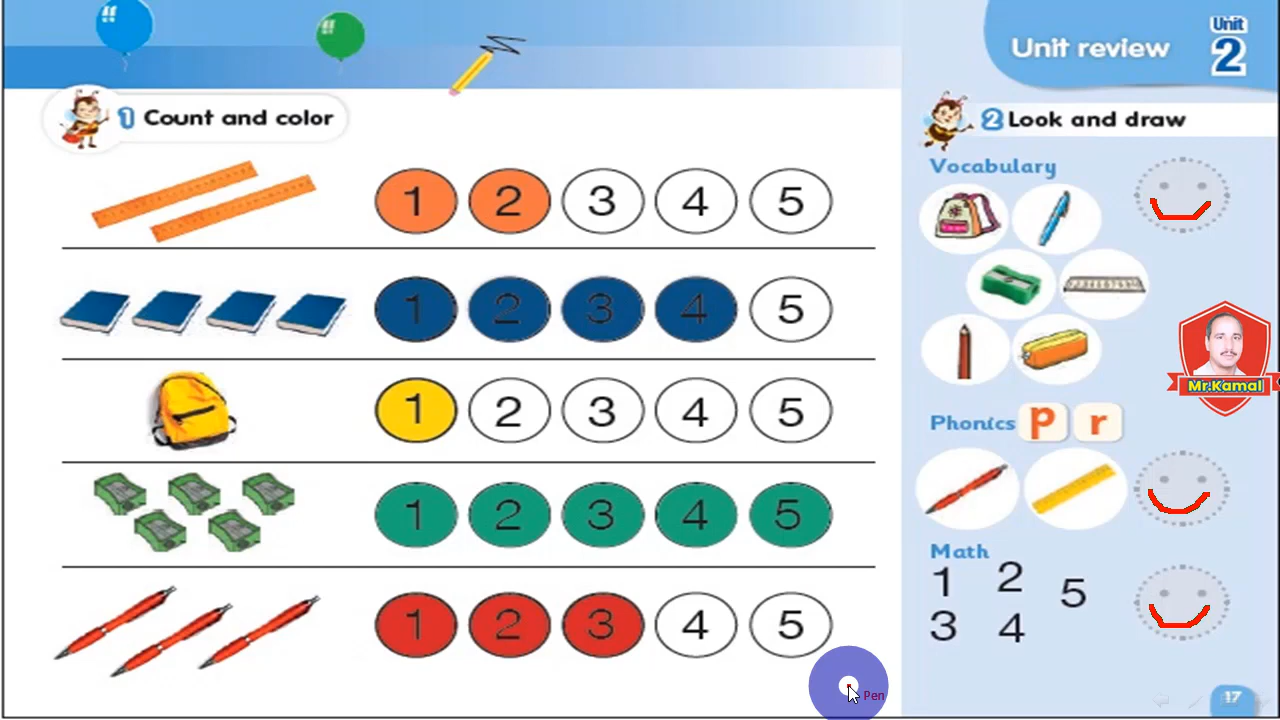 Unit review
Unit
2
1 Count and color
1 2 3 4 5
1 2 3 4 5
1 2 3 4 5
1 2 3 4 5
1 2 3 4 5
2 Look and draw
Vocabulary
Mr.Kamal
Phonics p r
Math
1 2 5
3 4
Pen
17